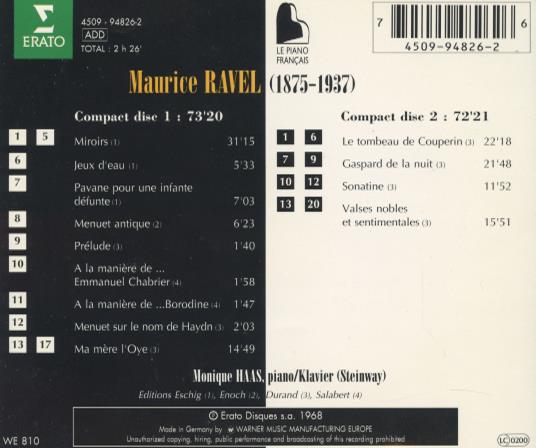 ERATO
4509 - 94826-2
ADD
TOTAL : 2 h 26'
LE PIANO
FRANÇAIS
7 6
4509-94826-2
Maurice RAVEL (1875-1937)
Compact disc 1 : 73'20
1 5 Miroirs (1) 31'15
6 Jeux d'eau (1) 5'33
7 Pavane pour une infante
défunte (1) 7'03
8 Menuet antique (2) 6'23
9 Prélude (3) 1'40
10 A la manière de ...
Emmanuel Chabrier (4) 1'58
11 A la manière de ...Borodine (4) 1'47
12 Menuet sur le nom de Haydn (3) 2'03
13 17 Ma mère l'Oye (3) 14'49
Compact disc 2 : 72'21
1 6 Le tombeau de Couperin (3) 22'18
7 9 Gaspard de la nuit (3) 21'48
10 12 Sonatine (3) 11'52
13 20 Valses nobles
et sentimentales (3) 15'51
Monique HAAS, piano/Klavier (Steinway)
Editions Eschig (1), Enoch (2), Durand (3), Salabert (4)
℗ Erato Disques s.a. 1968
Made in Germany by WARNER MUSIC MANUFACTURING EUROPE
Unauthorized copying, hiring, public performance and broadcasting of this recording prohibited
WE 810
LC 0200